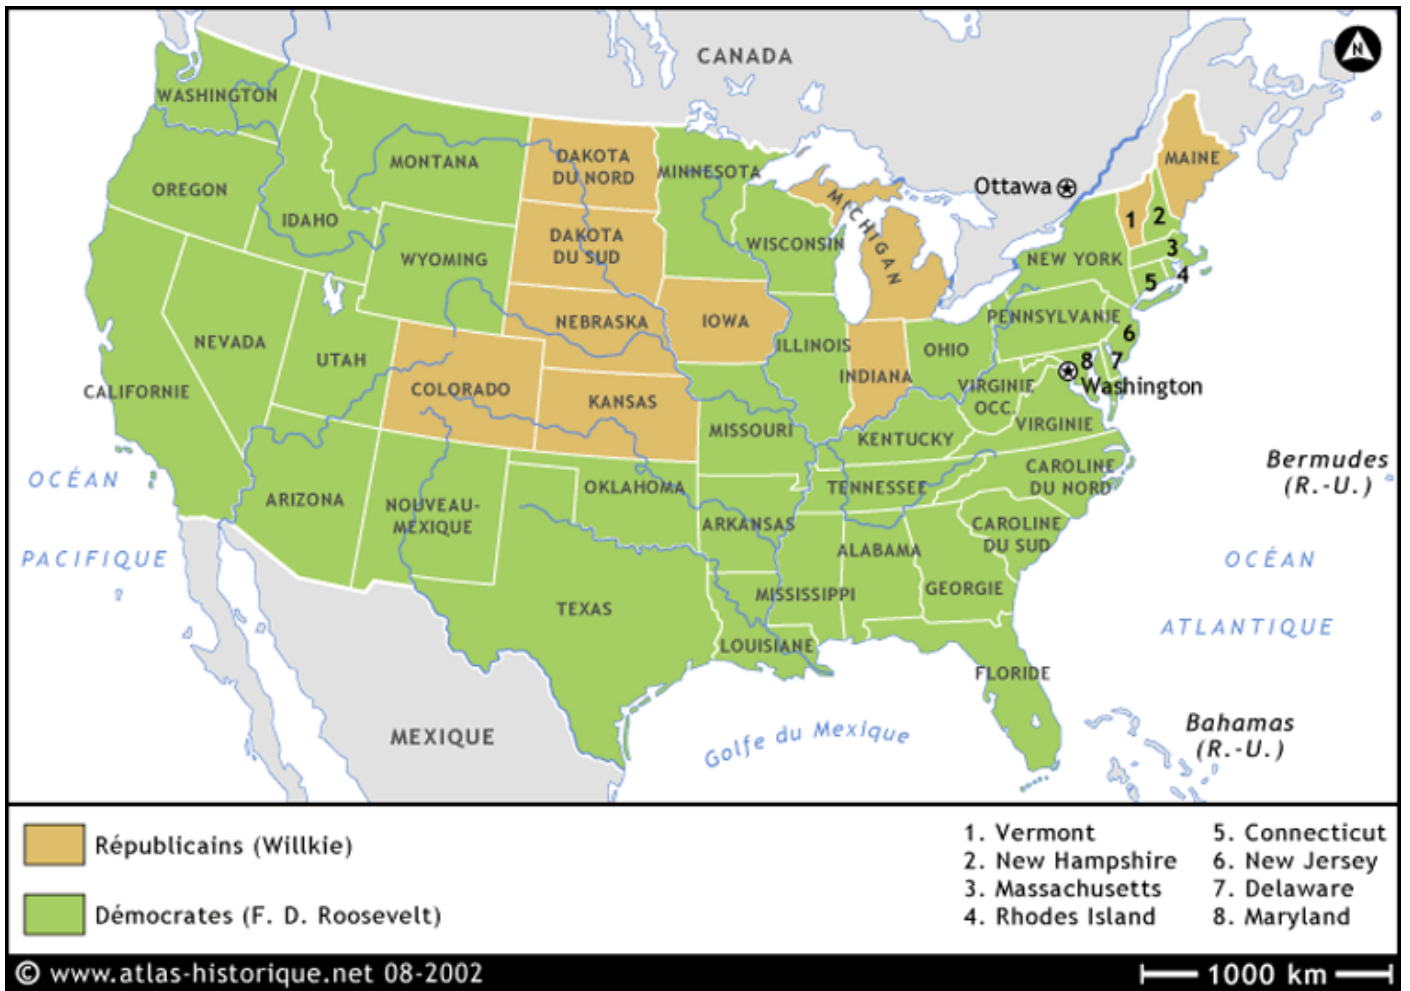 N
CANADA
WASHINGTON
MONTANA
DAKOTA
DU NORD
MINNESOTA
MAINE
OREGON
IDAHO
Ottawa
MICHIGAN
1
2
WYOMING
DAKOTA
DU SUD
WISCONSIN
NEW YORK
3
4
5
NEVADA
UTAH
NEBRASKA
IOWA
ILLINOIS
INDIANA
OHIO
PENNSYLVANIE
6
7
8
Washington
CALIFORNIE
COLORADO
KANSAS
MISSOURI
KENTUCKY
VIRGINIE
OCC.
VIRGINIE
OCÉAN
PACIFIQUE
ARIZONA
NOUVEAU-
MEXIQUE
OKLAHOMA
ARKANSAS
TENNESSEE
CAROLINE
DU NORD
CAROLINE
DU SUD
Bermudes
(R.-U.)
TEXAS
LOUISIANE
MISSISSIPPI
ALABAMA
GEORGIE
FLORIDE
OCÉAN
ATLANTIQUE
MEXIQUE
Golfe du Mexique
Bahamas
(R.-U.)
Républicains (Willkie)
Démocrates (F. D. Roosevelt)
1. Vermont
2. New Hampshire
3. Massachusetts
4. Rhodes Island
5. Connecticut
6. New Jersey
7. Delaware
8. Maryland
© www.atlas-historique.net 08-2002
1000 km